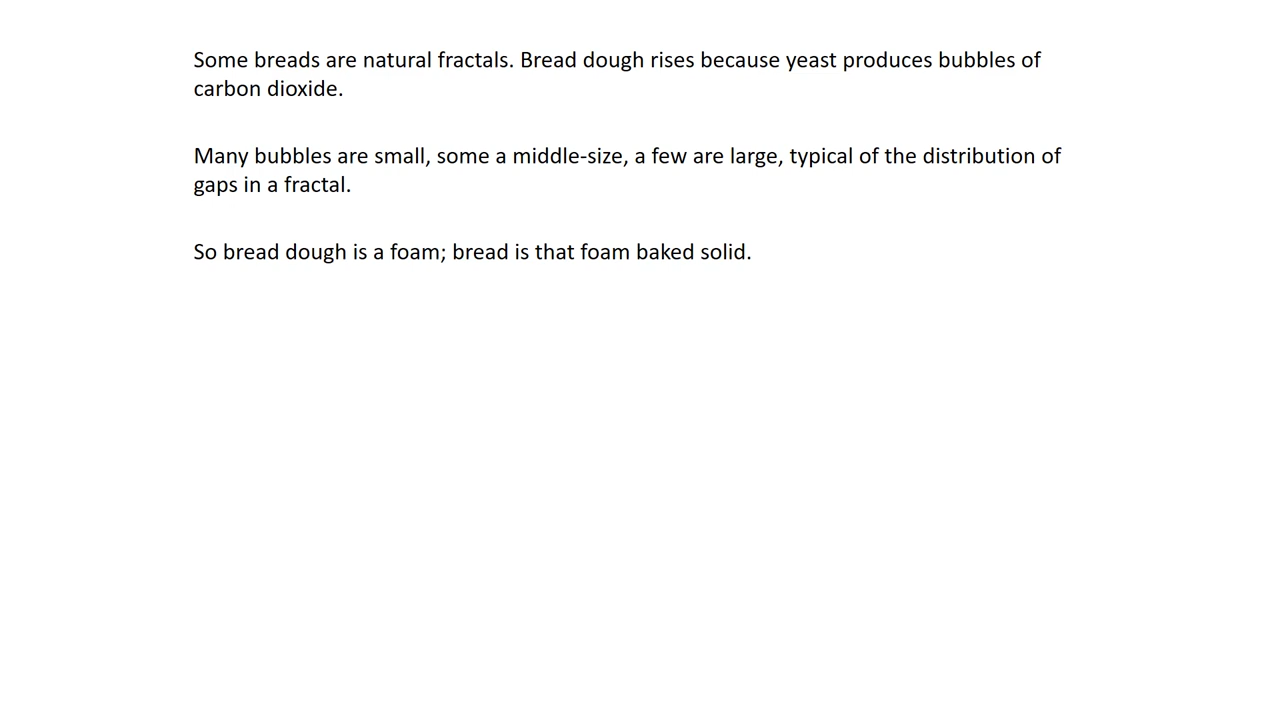 Some breads are natural fractals. Bread dough rises because yeast produces bubbles of
carbon dioxide.
Many bubbles are small, some a middle-size, a few are large, typical of the distribution of
gaps in a fractal.
So bread dough is a foam; bread is that foam baked solid.